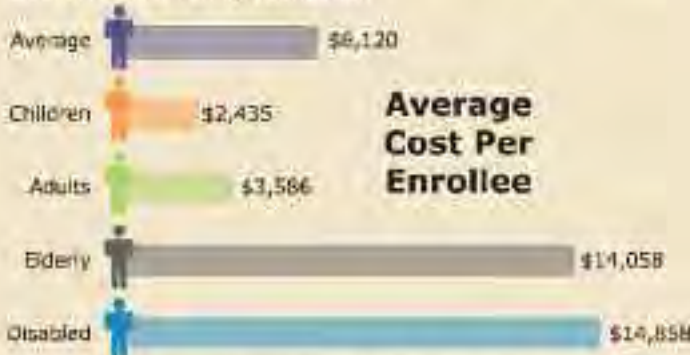 Average $6,120
Children $2,435
Average
Cost Per
Enrollee
Adults $3,586
Elderly $14,058
Disabled $14,858